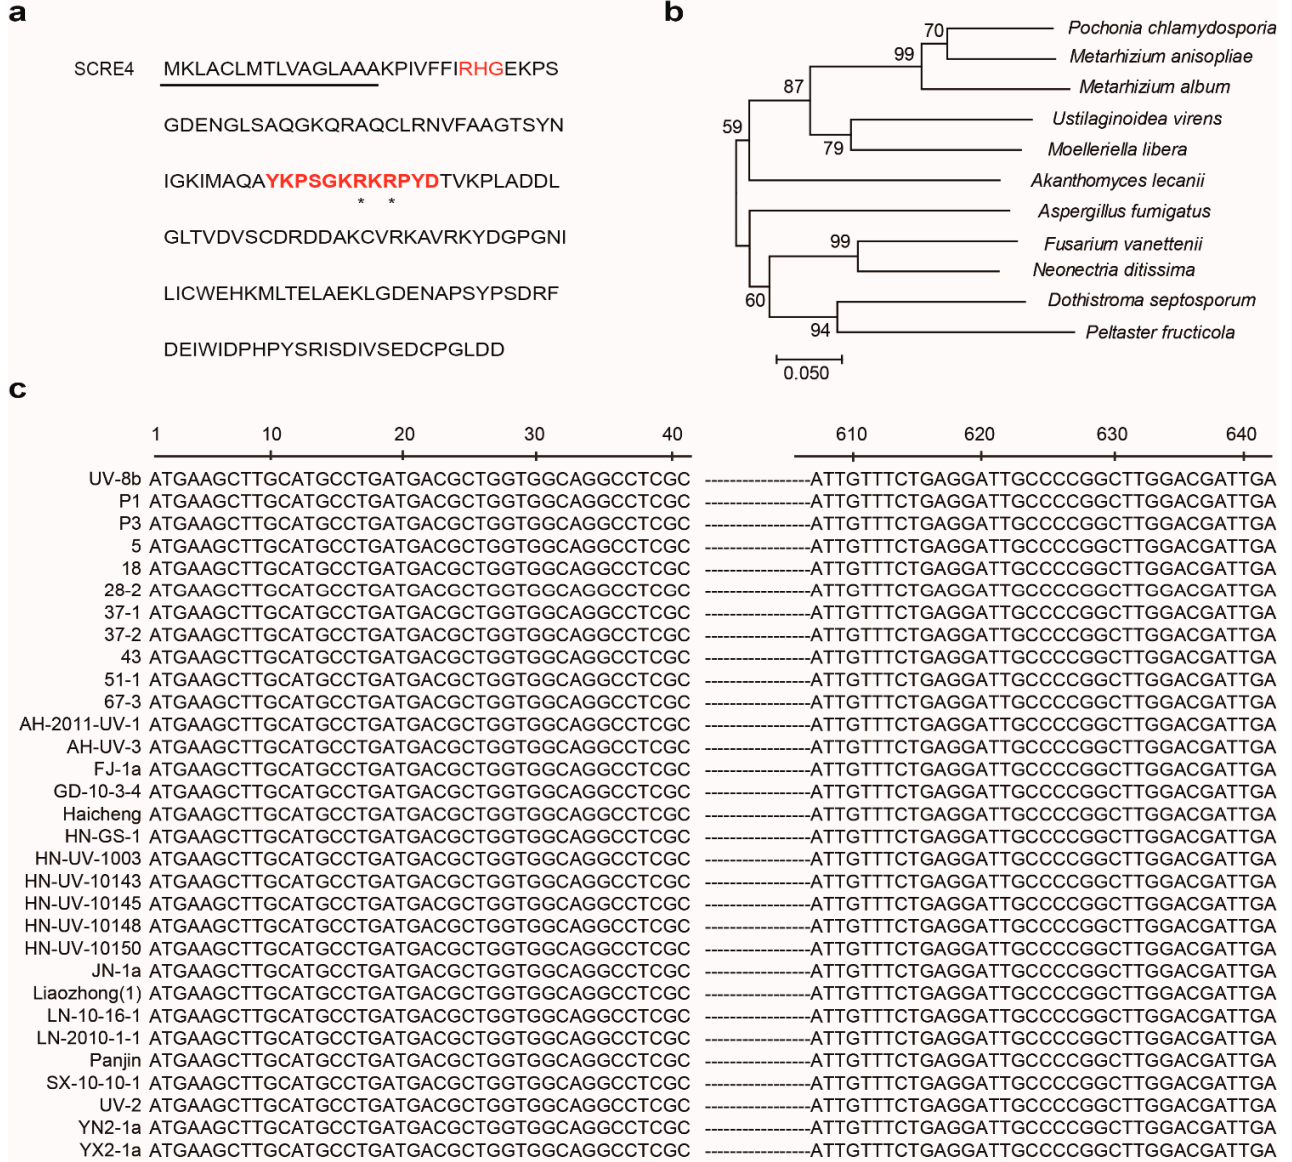 a
SCRE4 MKLACLMTLVAGLAAAKPIVFFIRHGEKPS
GDENGLSAQGKQRAQCLRNVFAAGTSYN
IGKIMAQAYKPSGKRKRPYDTVKPLADDL
* *
GLTVDVSCDRDDAKCVRKAVRKYDGPGNI
LICWEHKMLTELAEKLGDENAPSYPSDRF
DEIWIDPHPYSRISDIVSEDCPGLDD
b
70 Pochonia chlamydosporia
99 Metarhizium anisopliae
87 Metarhizium album
59 Ustilaginoidea virens
79 Moelleriella libera
Akanthomyces lecanii
Aspergillus fumigatus
99 Fusarium vanettenii
Neonectria ditissima
60 Dothistroma septosporum
94 Peltaster fructicola
0.050
c
1 10 20 30 40 610 620 630 640
UV-8b ATGAAGCTTGCATGCCTGATGACGCTGGTGGCAGGCCTCGC ----------------ATTGTTTCTGAGGATTGCCCCGGCTTGGACGATTGA
P1 ATGAAGCTTGCATGCCTGATGACGCTGGTGGCAGGCCTCGC ----------------ATTGTTTCTGAGGATTGCCCCGGCTTGGACGATTGA
P3 ATGAAGCTTGCATGCCTGATGACGCTGGTGGCAGGCCTCGC ----------------ATTGTTTCTGAGGATTGCCCCGGCTTGGACGATTGA
5 ATGAAGCTTGCATGCCTGATGACGCTGGTGGCAGGCCTCGC ----------------ATTGTTTCTGAGGATTGCCCCGGCTTGGACGATTGA
18 ATGAAGCTTGCATGCCTGATGACGCTGGTGGCAGGCCTCGC ----------------ATTGTTTCTGAGGATTGCCCCGGCTTGGACGATTGA
28-2 ATGAAGCTTGCATGCCTGATGACGCTGGTGGCAGGCCTCGC ----------------ATTGTTTCTGAGGATTGCCCCGGCTTGGACGATTGA
37-1 ATGAAGCTTGCATGCCTGATGACGCTGGTGGCAGGCCTCGC ----------------ATTGTTTCTGAGGATTGCCCCGGCTTGGACGATTGA
37-2 ATGAAGCTTGCATGCCTGATGACGCTGGTGGCAGGCCTCGC ----------------ATTGTTTCTGAGGATTGCCCCGGCTTGGACGATTGA
43 ATGAAGCTTGCATGCCTGATGACGCTGGTGGCAGGCCTCGC ----------------ATTGTTTCTGAGGATTGCCCCGGCTTGGACGATTGA
51-1 ATGAAGCTTGCATGCCTGATGACGCTGGTGGCAGGCCTCGC ----------------ATTGTTTCTGAGGATTGCCCCGGCTTGGACGATTGA
67-3 ATGAAGCTTGCATGCCTGATGACGCTGGTGGCAGGCCTCGC ----------------ATTGTTTCTGAGGATTGCCCCGGCTTGGACGATTGA
AH-2011-UV-1 ATGAAGCTTGCATGCCTGATGACGCTGGTGGCAGGCCTCGC ----------------ATTGTTTCTGAGGATTGCCCCGGCTTGGACGATTGA
AH-UV-3 ATGAAGCTTGCATGCCTGATGACGCTGGTGGCAGGCCTCGC ----------------ATTGTTTCTGAGGATTGCCCCGGCTTGGACGATTGA
FJ-1a ATGAAGCTTGCATGCCTGATGACGCTGGTGGCAGGCCTCGC ----------------ATTGTTTCTGAGGATTGCCCCGGCTTGGACGATTGA
GD-10-3-4 ATGAAGCTTGCATGCCTGATGACGCTGGTGGCAGGCCTCGC ----------------ATTGTTTCTGAGGATTGCCCCGGCTTGGACGATTGA
Haicheng ATGAAGCTTGCATGCCTGATGACGCTGGTGGCAGGCCTCGC ----------------ATTGTTTCTGAGGATTGCCCCGGCTTGGACGATTGA
HN-GS-1 ATGAAGCTTGCATGCCTGATGACGCTGGTGGCAGGCCTCGC ----------------ATTGTTTCTGAGGATTGCCCCGGCTTGGACGATTGA
HN-UV-1003 ATGAAGCTTGCATGCCTGATGACGCTGGTGGCAGGCCTCGC ----------------ATTGTTTCTGAGGATTGCCCCGGCTTGGACGATTGA
HN-UV-10143 ATGAAGCTTGCATGCCTGATGACGCTGGTGGCAGGCCTCGC ----------------ATTGTTTCTGAGGATTGCCCCGGCTTGGACGATTGA
HN-UV-10145 ATGAAGCTTGCATGCCTGATGACGCTGGTGGCAGGCCTCGC ----------------ATTGTTTCTGAGGATTGCCCCGGCTTGGACGATTGA
HN-UV-10148 ATGAAGCTTGCATGCCTGATGACGCTGGTGGCAGGCCTCGC ----------------ATTGTTTCTGAGGATTGCCCCGGCTTGGACGATTGA
HN-UV-10150 ATGAAGCTTGCATGCCTGATGACGCTGGTGGCAGGCCTCGC ----------------ATTGTTTCTGAGGATTGCCCCGGCTTGGACGATTGA
JN-1a ATGAAGCTTGCATGCCTGATGACGCTGGTGGCAGGCCTCGC ----------------ATTGTTTCTGAGGATTGCCCCGGCTTGGACGATTGA
Liaozhong(1) ATGAAGCTTGCATGCCTGATGACGCTGGTGGCAGGCCTCGC ----------------ATTGTTTCTGAGGATTGCCCCGGCTTGGACGATTGA
LN-10-16-1 ATGAAGCTTGCATGCCTGATGACGCTGGTGGCAGGCCTCGC ----------------ATTGTTTCTGAGGATTGCCCCGGCTTGGACGATTGA
LN-2010-1-1 ATGAAGCTTGCATGCCTGATGACGCTGGTGGCAGGCCTCGC ----------------ATTGTTTCTGAGGATTGCCCCGGCTTGGACGATTGA
Panjin ATGAAGCTTGCATGCCTGATGACGCTGGTGGCAGGCCTCGC ----------------ATTGTTTCTGAGGATTGCCCCGGCTTGGACGATTGA
SX-10-10-1 ATGAAGCTTGCATGCCTGATGACGCTGGTGGCAGGCCTCGC ----------------ATTGTTTCTGAGGATTGCCCCGGCTTGGACGATTGA
UV-2 ATGAAGCTTGCATGCCTGATGACGCTGGTGGCAGGCCTCGC ----------------ATTGTTTCTGAGGATTGCCCCGGCTTGGACGATTGA
YN2-1a ATGAAGCTTGCATGCCTGATGACGCTGGTGGCAGGCCTCGC ----------------ATTGTTTCTGAGGATTGCCCCGGCTTGGACGATTGA
YX2-1a ATGAAGCTTGCATGCCTGATGACGCTGGTGGCAGGCCTCGC ----------------ATTGTTTCTGAGGATTGCCCCGGCTTGGACGATTGA